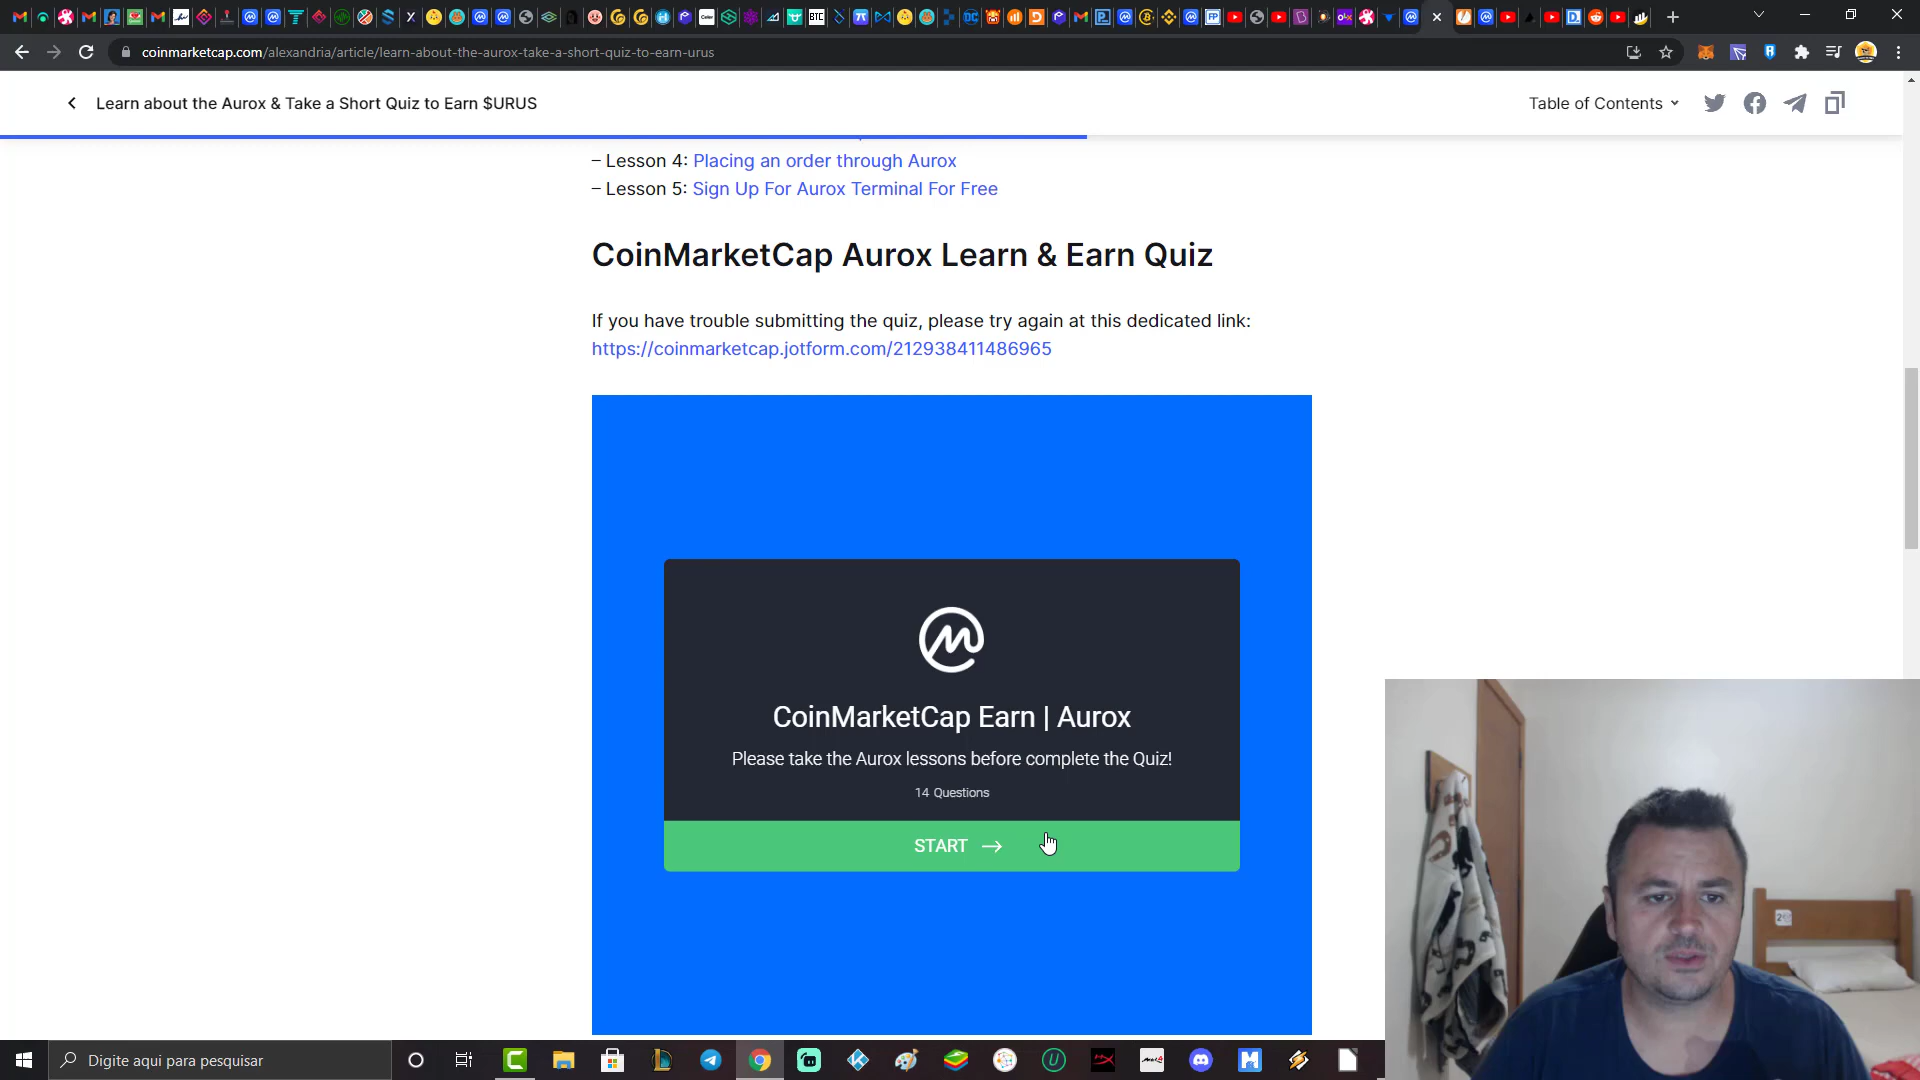 coinmarketcap.com/alexandria/article/learn-about-the-aurox-take-a-short-quiz-to-earn-urus
Learn about the Aurox & Take a Short Quiz to Earn $URUS
Table of Contents
– Lesson 4: Placing an order through Aurox
– Lesson 5: Sign Up For Aurox Terminal For Free
CoinMarketCap Aurox Learn & Earn Quiz
If you have trouble submitting the quiz, please try again at this dedicated link:
https://coinmarketcap.jotform.com/212938411486965
CoinMarketCap Earn | Aurox
Please take the Aurox lessons before complete the Quiz!
14 Questions
START →
Digite aqui para pesquisar